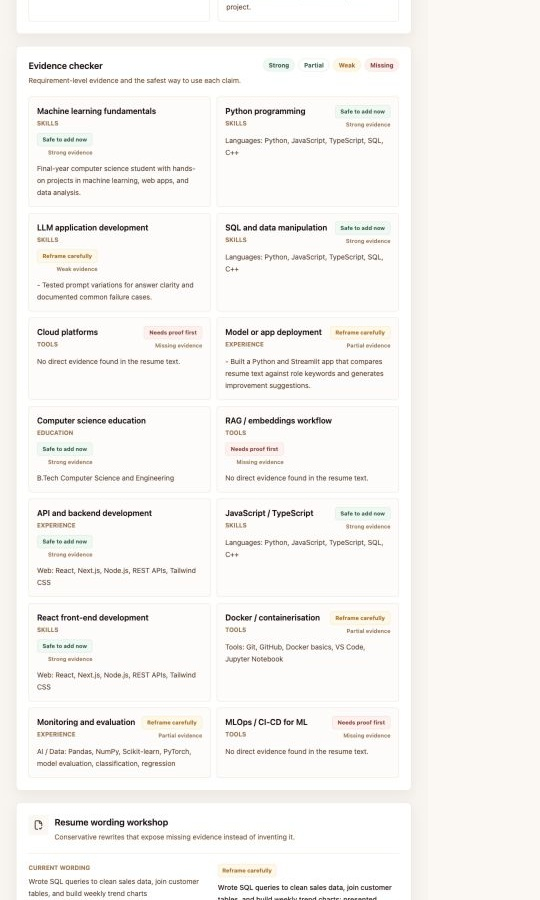 project.
Evidence checker
Strong Partial Weak Missing
Requirement-level evidence and the safest way to use each claim.
Machine learning fundamentals
SKILLS
Safe to add now
Strong evidence
Final-year computer science student with hands-
on projects in machine learning, web apps, and
data analysis.
Python programming
Safe to add now
SKILLS
Strong evidence
Languages: Python, JavaScript, TypeScript, SQL,
C++
LLM application development
SKILLS
Reframe carefully
Weak evidence
- Tested prompt variations for answer clarity and
documented common failure cases.
SQL and data manipulation
Safe to add now
SKILLS
Strong evidence
Languages: Python, JavaScript, TypeScript, SQL,
C++
Cloud platforms
Needs proof first
TOOLS
Missing evidence
No direct evidence found in the resume text.
Model or app deployment
Reframe carefully
EXPERIENCE
Partial evidence
- Built a Python and Streamlit app that compares
resume text against role keywords and generates
improvement suggestions.
Computer science education
EDUCATION
Safe to add now
Strong evidence
B.Tech Computer Science and Engineering
RAG / embeddings workflow
TOOLS
Needs proof first
Missing evidence
No direct evidence found in the resume text.
API and backend development
EXPERIENCE
Safe to add now
Strong evidence
Web: React, Next.js, Node.js, REST APIs, Tailwind
CSS
JavaScript / TypeScript
Safe to add now
SKILLS
Strong evidence
Languages: Python, JavaScript, TypeScript, SQL,
C++
React front-end development
SKILLS
Safe to add now
Strong evidence
Web: React, Next.js, Node.js, REST APIs, Tailwind
CSS
Docker / containerisation
Reframe carefully
TOOLS
Partial evidence
Tools: Git, GitHub, Docker basics, VS Code,
Jupyter Notebook
Monitoring and evaluation
Reframe carefully
EXPERIENCE
Partial evidence
AI / Data: Pandas, NumPy, Scikit-learn, PyTorch,
model evaluation, classification, regression
MLOps / CI-CD for ML
Needs proof first
TOOLS
Missing evidence
No direct evidence found in the resume text.
Resume wording workshop
Conservative rewrites that expose missing evidence instead of inventing it.
CURRENT WORDING
Wrote SQL queries to clean sales data, join customer
tables, and build weekly trend charts
Reframe carefully
Wrote SQL queries to clean sales data, join customer
tables, and build weekly trend charts; presented